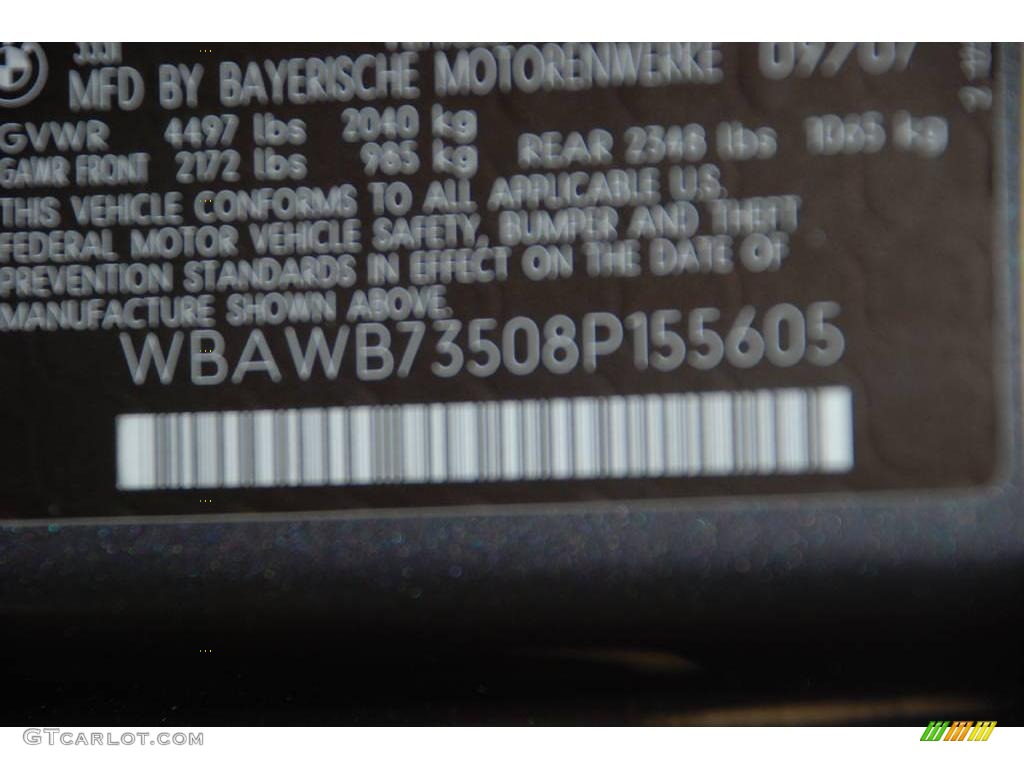 MFD BY BAYERISCHE MOTORENWERKE 09/07
GVWR 4497 lbs 2040 kg
GAWR FRONT 2172 lbs 985 kg REAR 2348 lbs 1065 kg
THIS VEHICLE CONFORMS TO ALL APPLICABLE U.S.
FEDERAL MOTOR VEHICLE SAFETY, BUMPER AND THEFT
PREVENTION STANDARDS IN EFFECT ON THE DATE OF
MANUFACTURE SHOWN ABOVE.
WBAWB73508P155605
GTcarlot.com